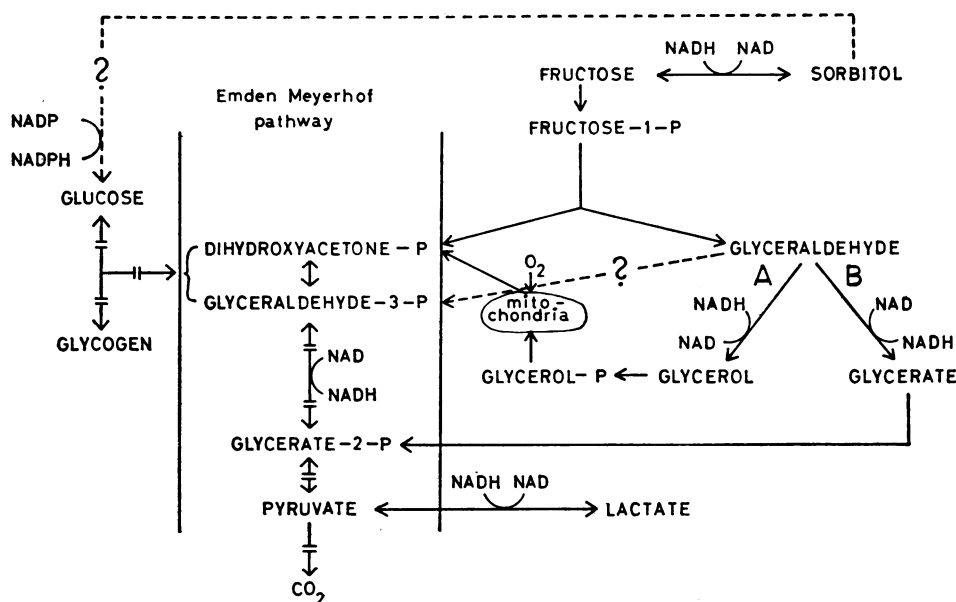 NADH NAD
FRUCTOSE
SORBITOL
?
Emden Meyerhof
pathway
NADP
NADPH
FRUCTOSE-1-P
GLUCOSE
DIHYDROXYACETONE-P
GLYCERALDEHYDE
O2
?
A B
GLYCERALDEHYDE-3-P
mito-
chondria
NADH
NAD
NAD
NADH
GLYCOGEN
NAD
NADH
GLYCEROL-P
GLYCEROL
GLYCERATE
GLYCERATE-2-P
NADH NAD
PYRUVATE
LACTATE
CO2